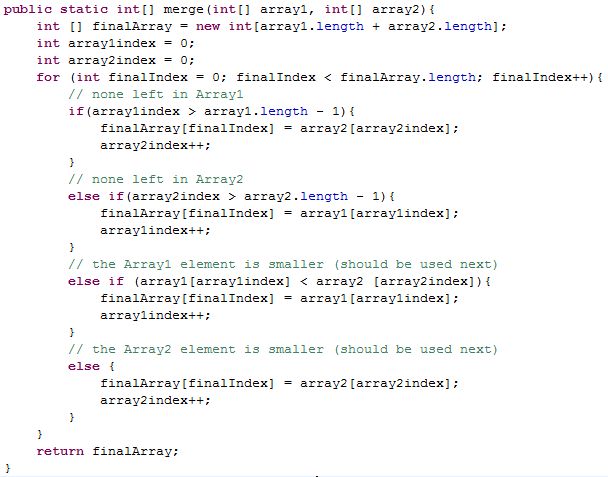 public static int[] merge(int[] array1, int[] array2){
    int [] finalArray = new int[array1.length + array2.length];
    int array1index = 0;
    int array2index = 0;
    for (int finalIndex = 0; finalIndex < finalArray.length; finalIndex++){
        // none left in Array1
        if(array1index > array1.length - 1){
            finalArray[finalIndex] = array2[array2index];
            array2index++;
        }
        // none left in Array2
        else if(array2index > array2.length - 1){
            finalArray[finalIndex] = array1[array1index];
            array1index++;
        }
        // the Array1 element is smaller (should be used next)
        else if (array1[array1index] < array2 [array2index]){
            finalArray[finalIndex] = array1[array1index];
            array1index++;
        }
        // the Array2 element is smaller (should be used next)
        else {
            finalArray[finalIndex] = array2[array2index];
            array2index++;
        }
    }
    return finalArray;
}